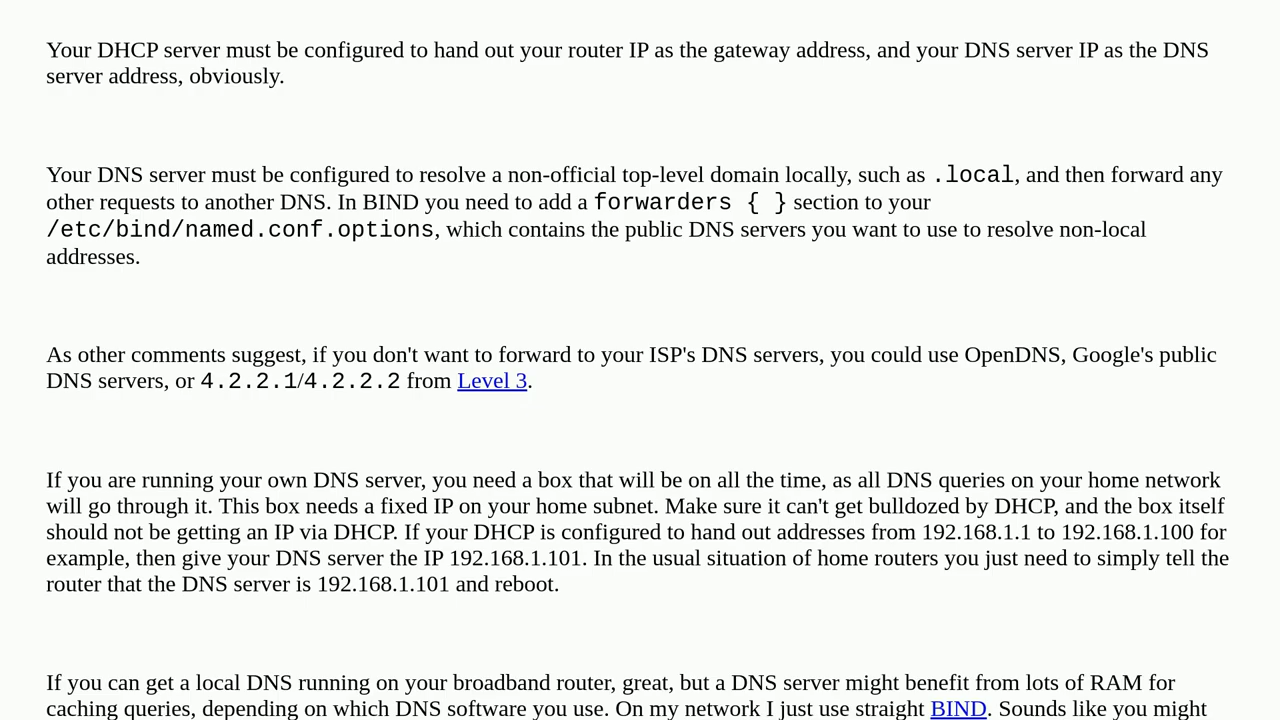 Your DHCP server must be configured to hand out your router IP as the gateway address, and your DNS server IP as the DNS
server address, obviously.
Your DNS server must be configured to resolve a non-official top-level domain locally, such as .local, and then forward any
other requests to another DNS. In BIND you need to add a forwarders { } section to your
/etc/bind/named.conf.options, which contains the public DNS servers you want to use to resolve non-local
addresses.
As other comments suggest, if you don't want to forward to your ISP's DNS servers, you could use OpenDNS, Google's public
DNS servers, or 4.2.2.1/4.2.2.2 from Level 3.
If you are running your own DNS server, you need a box that will be on all the time, as all DNS queries on your home network
will go through it. This box needs a fixed IP on your home subnet. Make sure it can't get bulldozed by DHCP, and the box itself
should not be getting an IP via DHCP. If your DHCP is configured to hand out addresses from 192.168.1.1 to 192.168.1.100 for
example, then give your DNS server the IP 192.168.1.101. In the usual situation of home routers you just need to simply tell the
router that the DNS server is 192.168.1.101 and reboot.
If you can get a local DNS running on your broadband router, great, but a DNS server might benefit from lots of RAM for
caching queries, depending on which DNS software you use. On my network I just use straight BIND. Sounds like you might